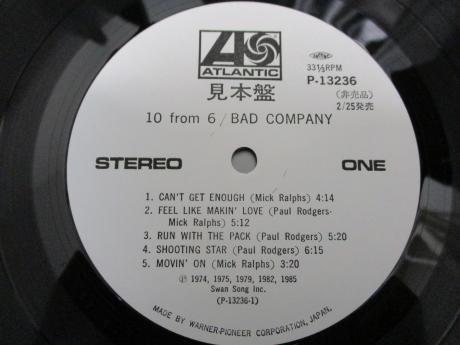 ATLANTIC
33⅓RPM
P-13236
見本盤
(非売品)
2/25発売
10 from 6/BAD COMPANY
STEREO
ONE
1. CAN'T GET ENOUGH (Mick Ralphs) 4:14
2. FEEL LIKE MAKIN' LOVE (Paul Rodgers-
Mick Ralphs) 5:12
3. RUN WITH THE PACK (Paul Rodgers) 5:20
4. SHOOTING STAR (Paul Rodgers) 6:15
5. MOVIN' ON (Mick Ralphs) 3:20
℗ 1974, 1975, 1979, 1982, 1985
Swan Song Inc.
(P-13236-1)
MADE BY WARNER-PIONEER CORPORATION, JAPAN.